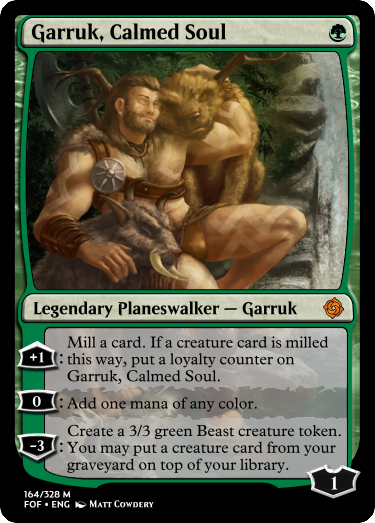 Garruk, Calmed Soul
Legendary Planeswalker — Garruk
+1: Mill a card. If a creature card is milled
this way, put a loyalty counter on
Garruk, Calmed Soul.
0: Add one mana of any color.
-3: Create a 3/3 green Beast creature token.
You may put a creature card from your
graveyard on top of your library.
1
164/328 M
FOF • ENG Matt Cowdery